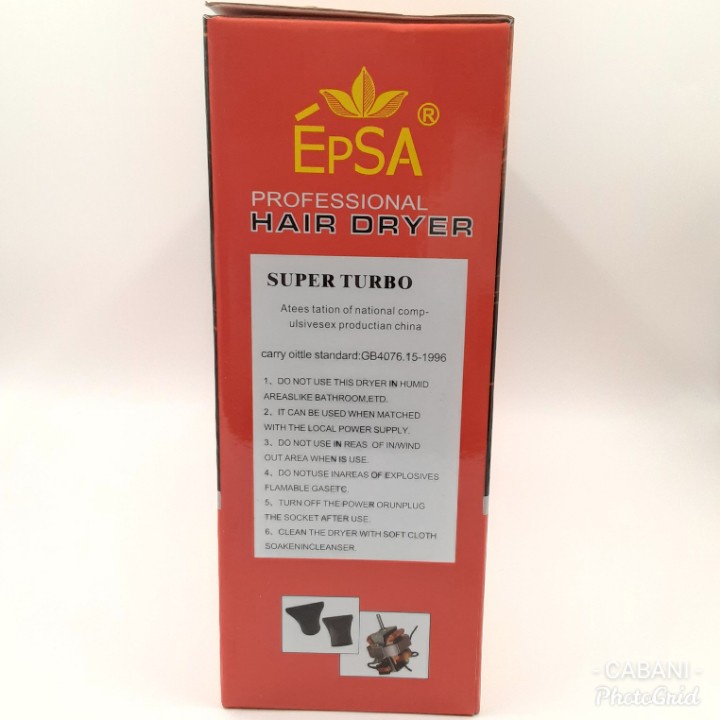 ÉPSA®
PROFESSIONAL
HAIR DRYER
SUPER TURBO
Atees tation of national comp-
ulsivesex productian china
carry oittle standard:GB4076.15-1996
1、DO NOT USE THIS DRYER IN HUMID
AREASLIKE BATHROOM,ETD.
2、IT CAN BE USED WHEN MATCHED
WITH THE LOCAL POWER SUPPLY.
3、DO NOT USE IN REAS OF IN/WIND
OUT AREA WHEN IS USE.
4、DO NOTUSE INAREAS OF EXPLOSIVES
FLAMABLE GASETC.
5、TURN OFF THE POWER ORUNPLUG
THE SOCKET AFTER USE.
6、CLEAN THE DRYER WITH SOFT CLOTH
SOAKENINCLEANSER.
- CABANI -
PhotoGrid